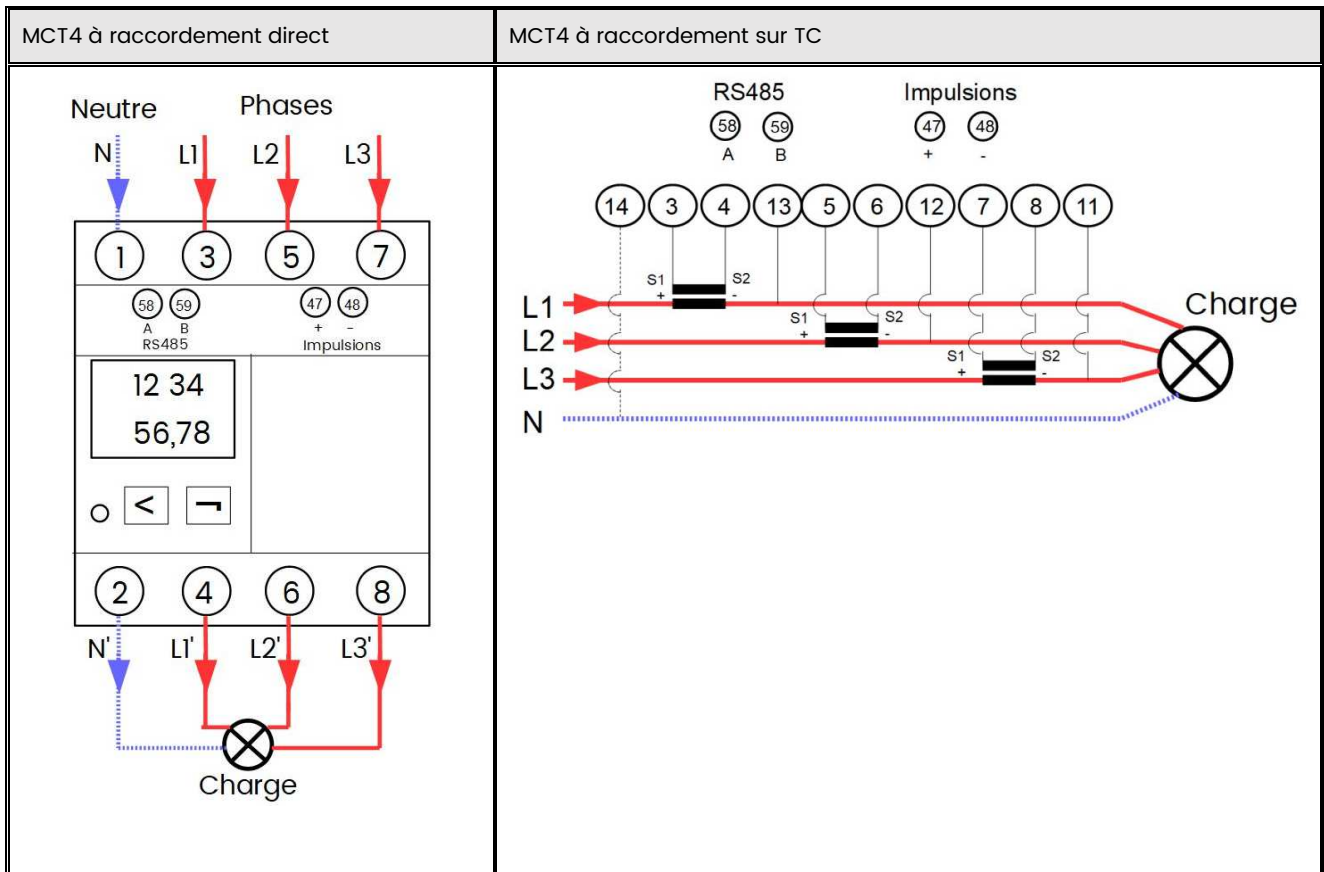 MCT4 à raccordement direct
MCT4 à raccordement sur TC
Neutre Phases
N L1 L2 L3
1 3 5 7
58 59 47 48
A B + -
RS485 Impulsions
12 34
56,78
< ¬
2 4 6 8
N' L1' L2' L3'
Charge
RS485 Impulsions
58 59 47 48
A B + -
14 3 4 13 5 6 12 7 8 11
S1 S2
+ -
L1
S1 S2
+ -
L2
S1 S2
+ -
L3
N
Charge